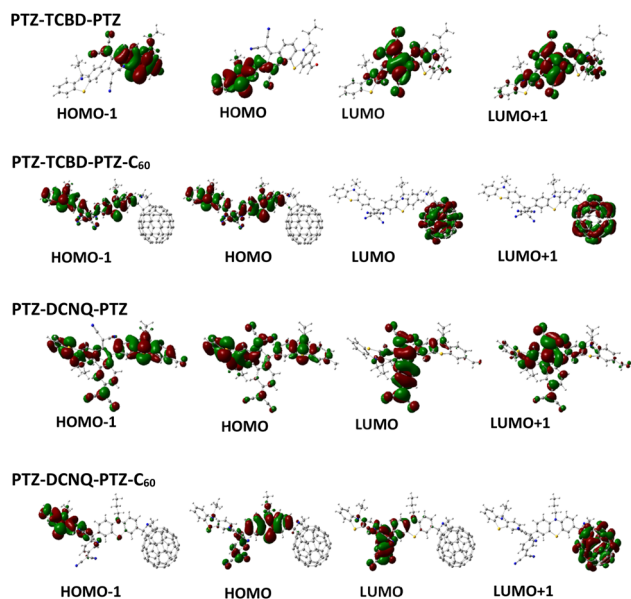 PTZ-TCBD-PTZ
HOMO-1 HOMO LUMO LUMO+1
PTZ-TCBD-PTZ-C60
HOMO-1 HOMO LUMO LUMO+1
PTZ-DCNQ-PTZ
HOMO-1 HOMO LUMO LUMO+1
PTZ-DCNQ-PTZ-C60
HOMO-1 HOMO LUMO LUMO+1